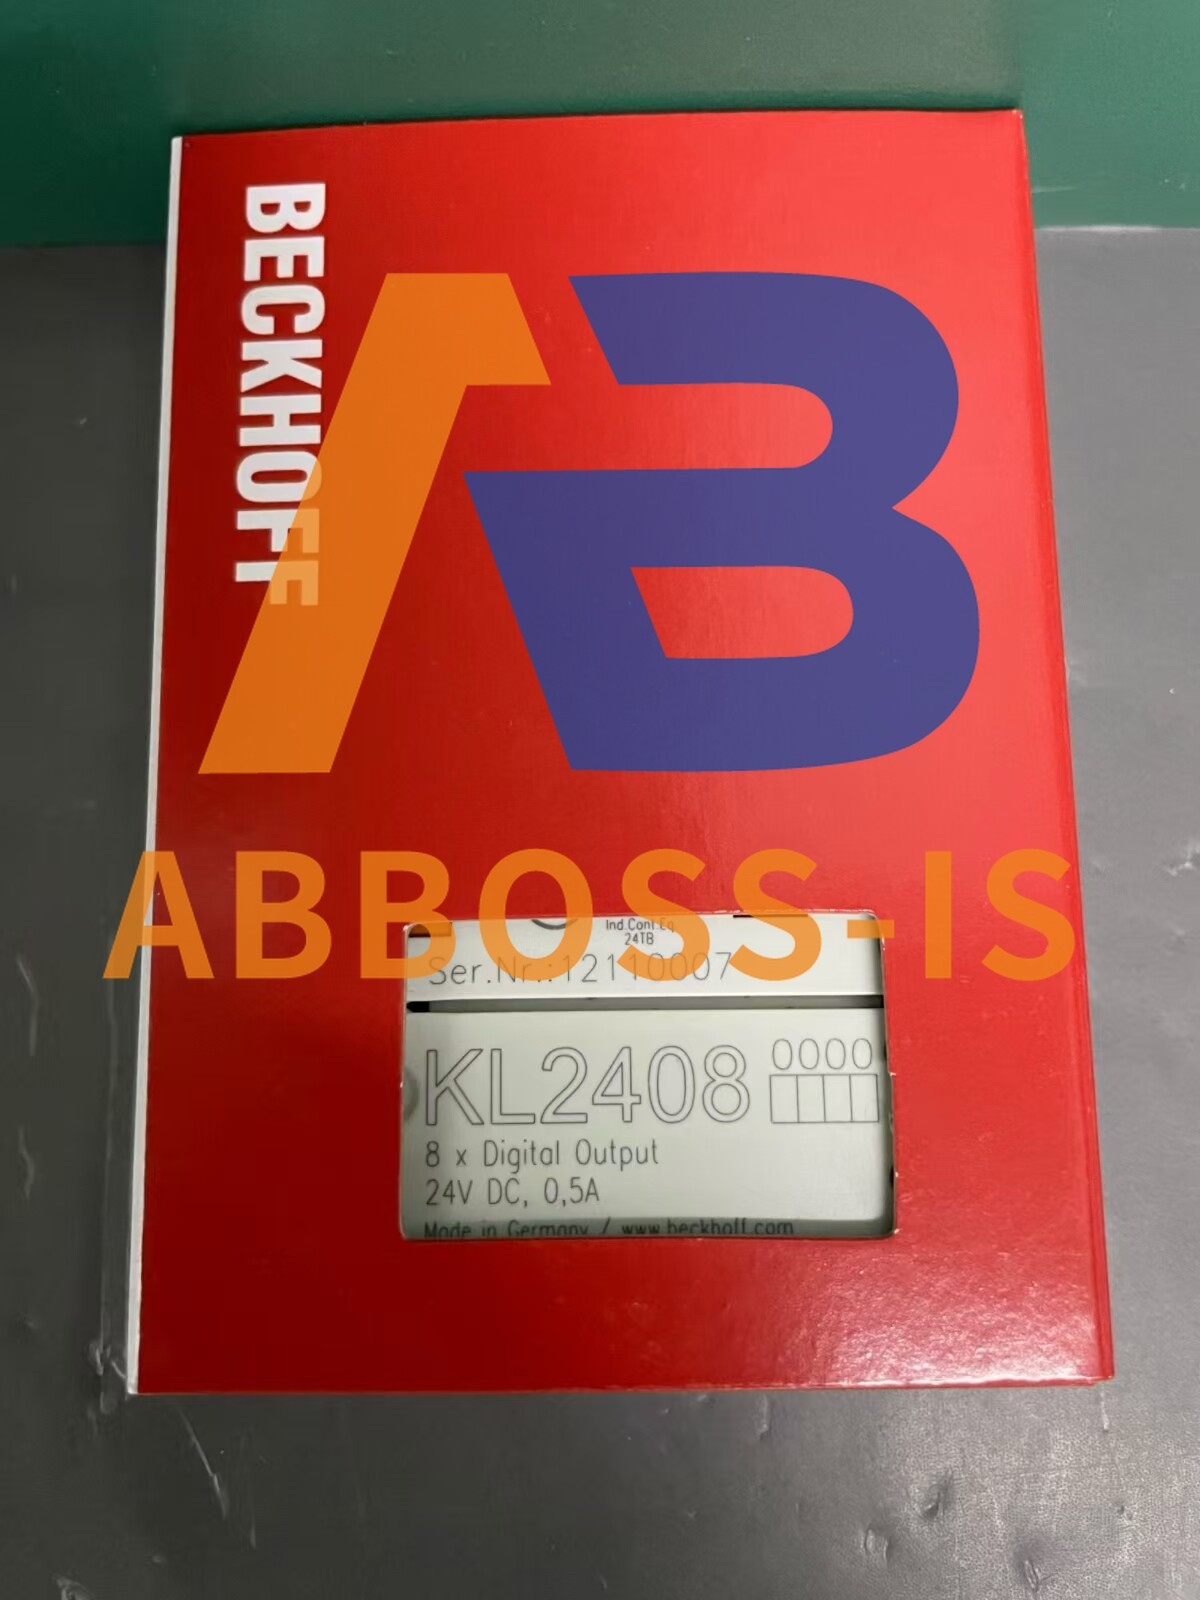 BECKHOFF
AB
ABBOSS-IS
Ind.Cont.Eq
24TB
Ser.Nr.:12110007
KL2408
0000
8 x Digital Output
24V DC, 0,5A
Made in Germany / www.beckhoff.com